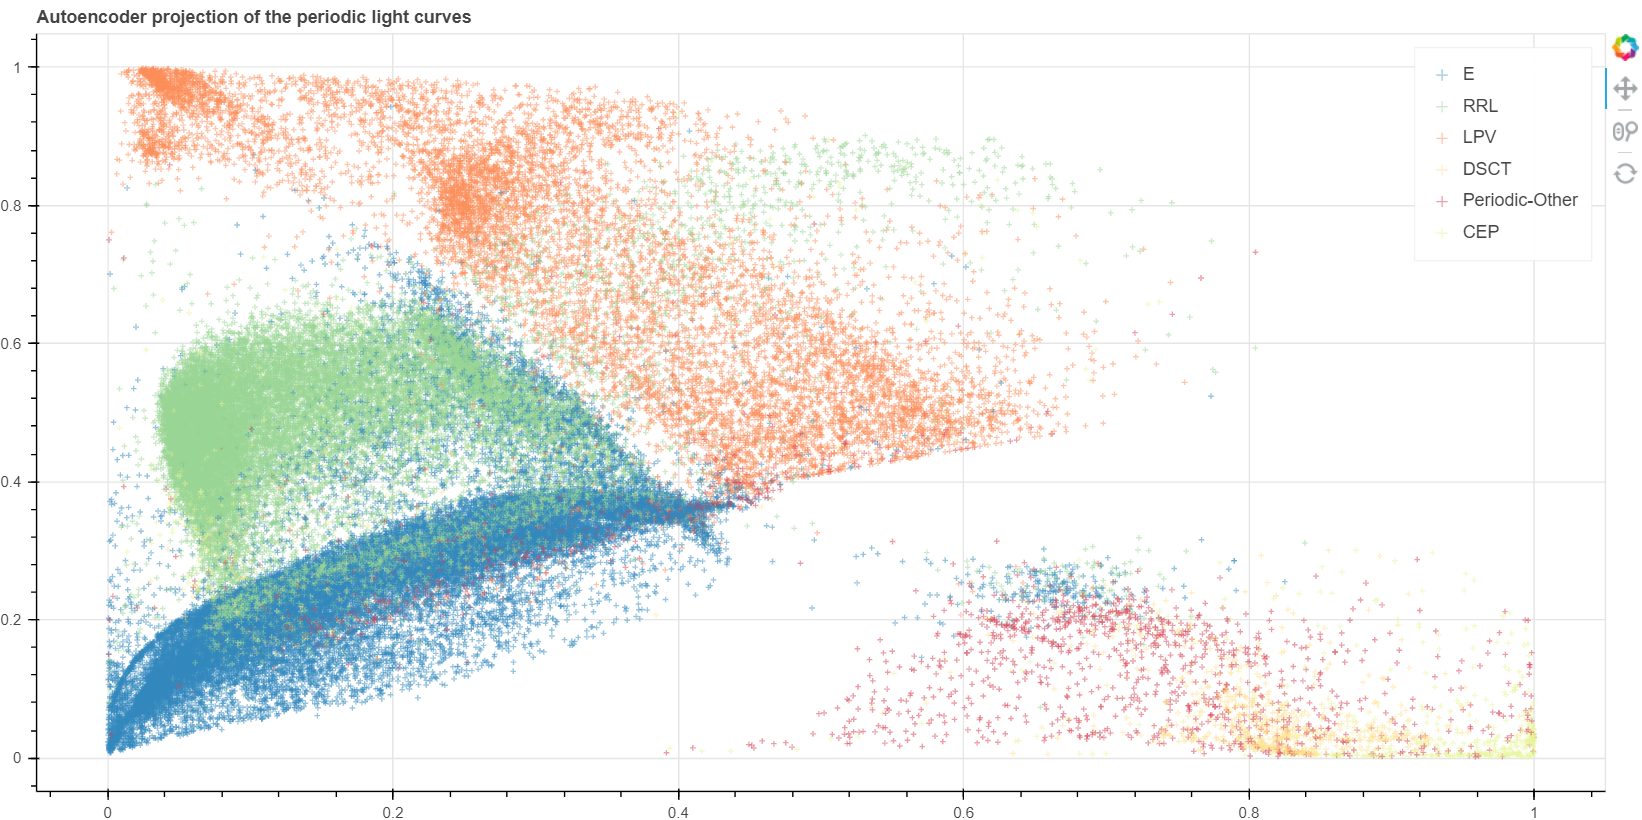 Autoencoder projection of the periodic light curves
E
RRL
LPV
DSCT
Periodic-Other
CEP
1
0.8
0.6
0.4
0.2
0
0 0.2 0.4 0.6 0.8 1